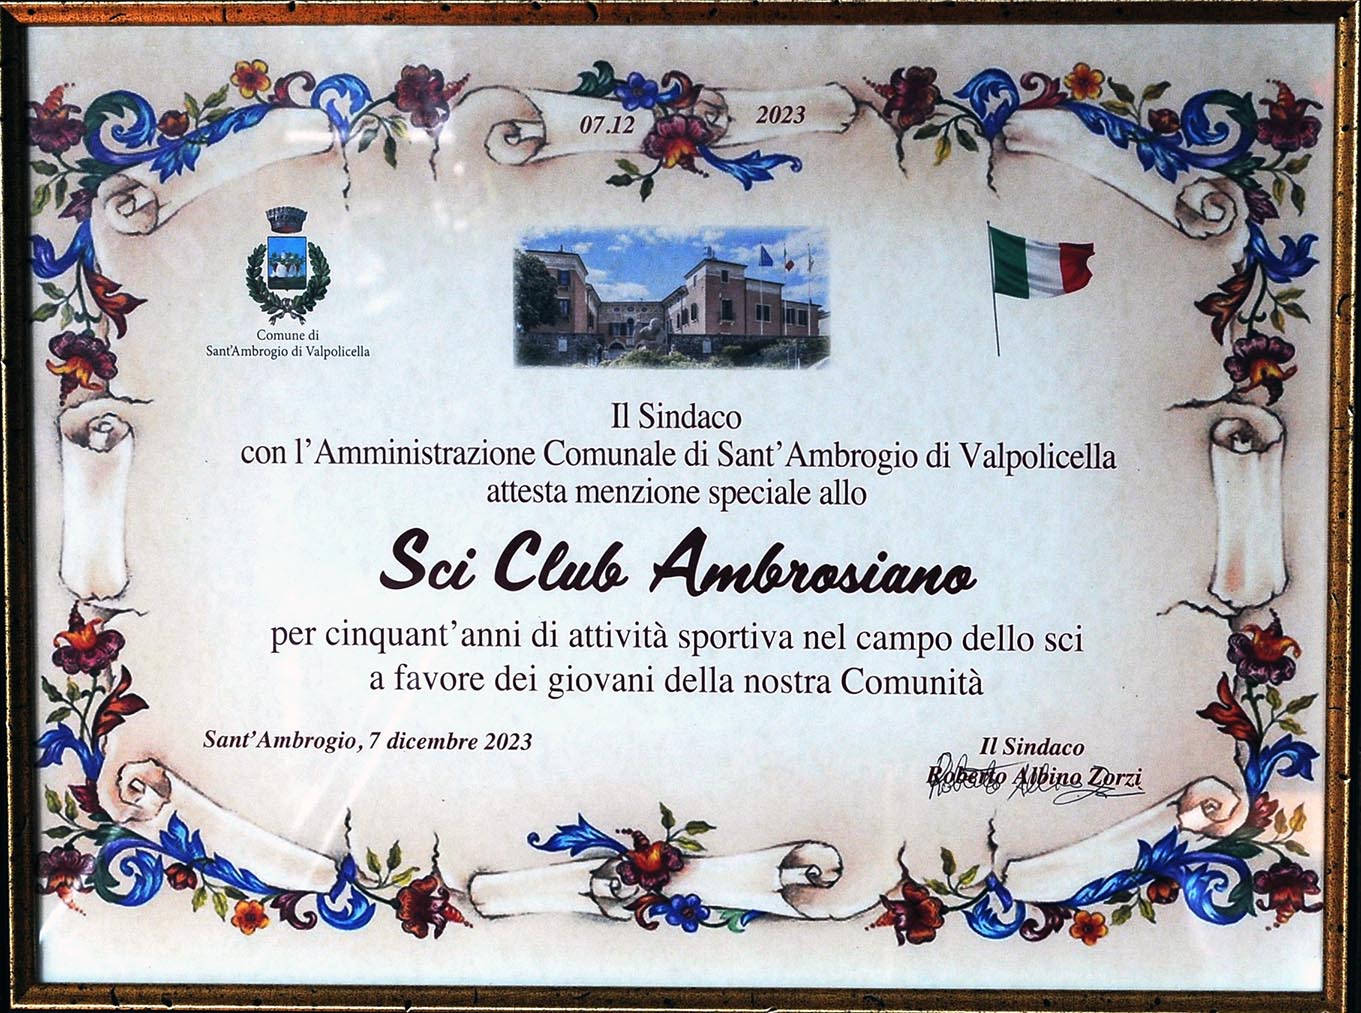 07.12
2023
Comune di
Sant'Ambrogio di Valpolicella
Il Sindaco
con l'Amministrazione Comunale di Sant'Ambrogio di Valpolicella
attesta menzione speciale allo
Sci Club Ambrosiano
per cinquant'anni di attività sportiva nel campo dello sci
a favore dei giovani della nostra Comunità
Sant'Ambrogio, 7 dicembre 2023
Il Sindaco
Roberto Albino Zorzi